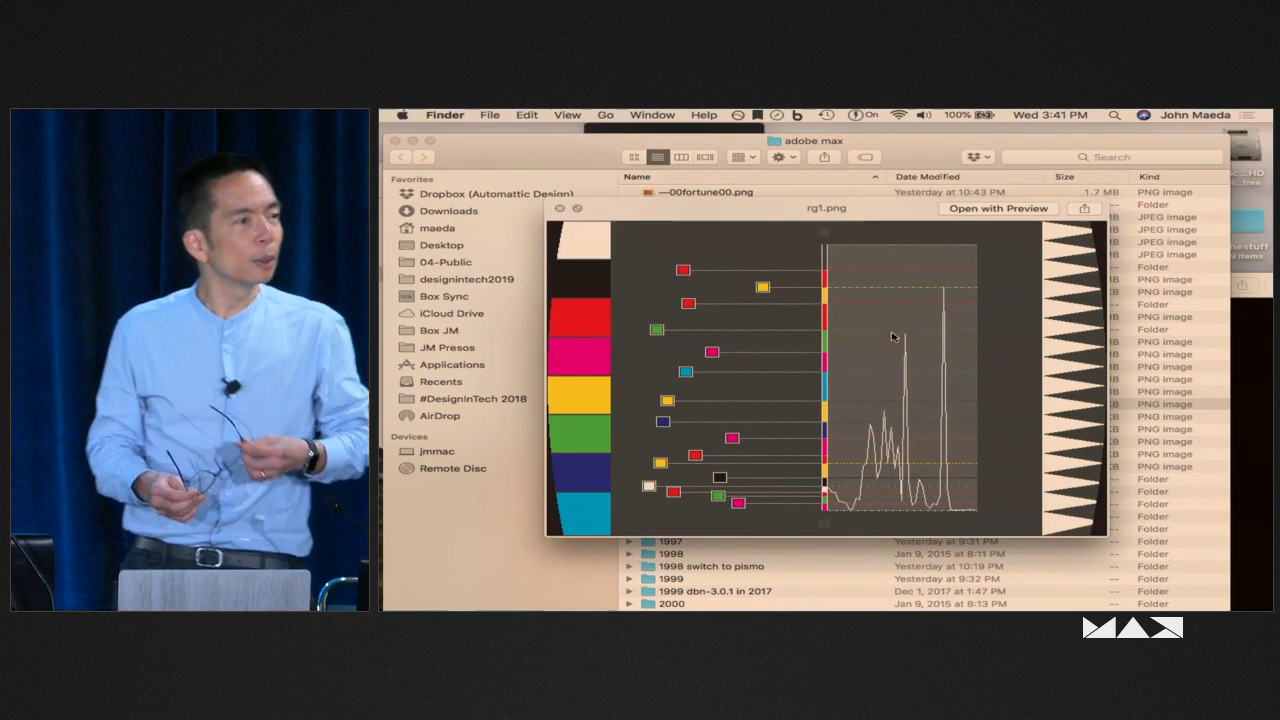 Finder File Edit View Go Window Help On 100% Wed 3:41 PM John Maeda
adobe max
Search
Favorites
Dropbox (Automattic Design)
Downloads
maeda
Desktop
04-Public
designintech2019
Box Sync
iCloud Drive
Box JM
JM Presos
Applications
Recents
#DesignInTech 2018
AirDrop
Devices
jmmac
Remote Disc
Name Date Modified Size Kind
—00fortune00.png Yesterday at 10:43 PM 1.7 MB PNG image
-- Folder
JPEG image
JPEG image
JPEG image
JPEG image
-- Folder
PNG image
PNG image
-- Folder
PNG image
-- Folder
PNG image
PNG image
PNG image
PNG image
PNG image
PNG image
PNG image
PNG image
PNG image
PNG image
PNG image
-- Folder
-- Folder
-- Folder
-- Folder
-- Folder
rg1.png Open with Preview
1997 Yesterday at 9:31 PM -- Folder
1998 Jan 9, 2015 at 8:11 PM -- Folder
1998 switch to pismo Yesterday at 10:19 PM -- Folder
1999 Yesterday at 9:32 PM -- Folder
1999 dbn-3.0.1 in 2017 Dec 1, 2017 at 1:47 PM -- Folder
2000 Jan 9, 2015 at 8:13 PM -- Folder
MAX